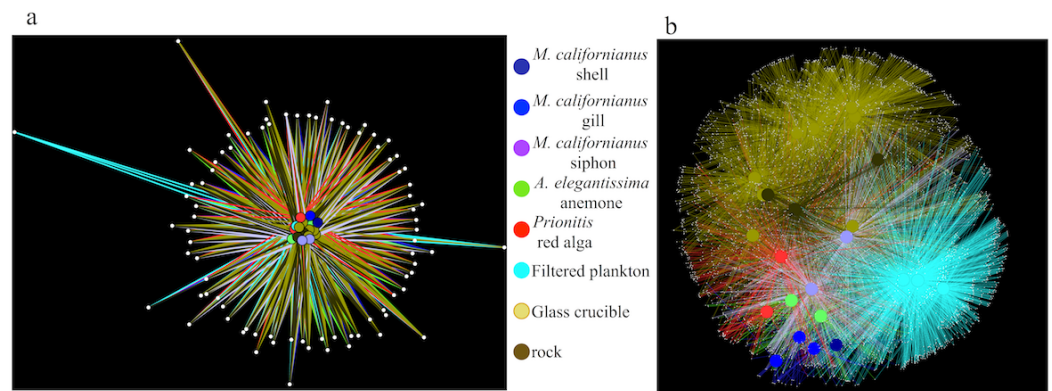 a
b
M. californianus
shell
M. californianus
gill
M. californianus
siphon
A. elegantissima
anemone
Prionitis
red alga
Filtered plankton
Glass crucible
rock